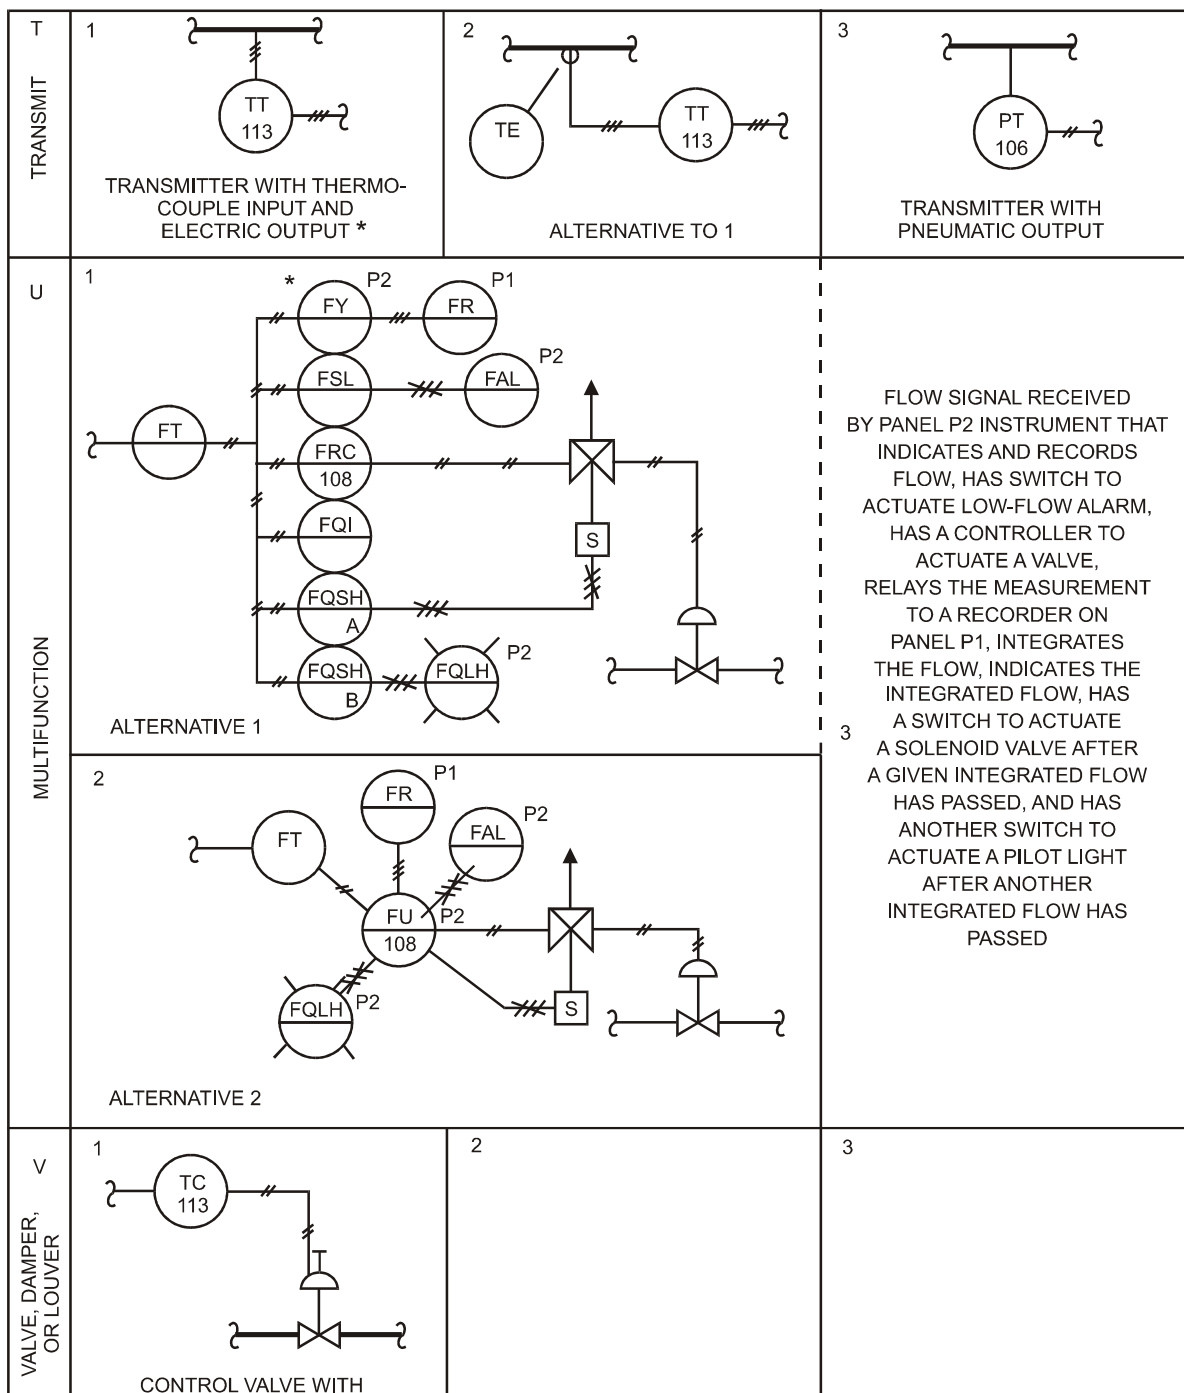 T
TRANSMIT
1
TT
113
TRANSMITTER WITH THERMO-
COUPLE INPUT AND
ELECTRIC OUTPUT *
2
TE
TT
113
ALTERNATIVE TO 1
3
PT
106
TRANSMITTER WITH
PNEUMATIC OUTPUT
U
MULTIFUNCTION
1
*
FY
P2
FR
P1
FSL
FAL
P2
FT
FRC
108
FQI
S
FQSH
A
FQSH
B
FQLH
P2
ALTERNATIVE 1
2
FR
P1
FT
FAL
P2
FU
108
P2
FQLH
P2
S
ALTERNATIVE 2
3
FLOW SIGNAL RECEIVED
BY PANEL P2 INSTRUMENT THAT
INDICATES AND RECORDS
FLOW, HAS SWITCH TO
ACTUATE LOW-FLOW ALARM,
HAS A CONTROLLER TO
ACTUATE A VALVE,
RELAYS THE MEASUREMENT
TO A RECORDER ON
PANEL P1, INTEGRATES
THE FLOW, INDICATES THE
INTEGRATED FLOW, HAS
A SWITCH TO ACTUATE
A SOLENOID VALVE AFTER
A GIVEN INTEGRATED FLOW
HAS PASSED, AND HAS
ANOTHER SWITCH TO
ACTUATE A PILOT LIGHT
AFTER ANOTHER
INTEGRATED FLOW HAS
PASSED
V
VALVE, DAMPER,
OR LOUVER
1
TC
113
CONTROL VALVE WITH
2
3